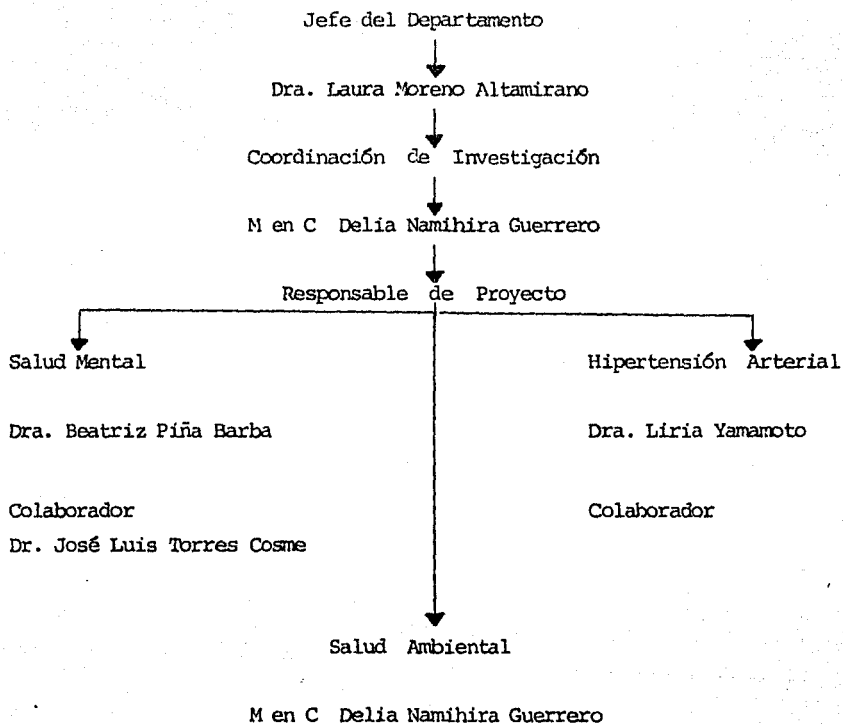 Jefe del Departamento
Dra. Laura Moreno Altamirano
Coordinación de Investigación
M en C Delia Namihira Guerrero
Responsable de Proyecto
Salud Mental
Hipertensión Arterial
Dra. Beatriz Piña Barba
Dra. Liria Yamamoto
Colaborador
Colaborador
Dr. José Luis Torres Cosme
Salud Ambiental
M en C Delia Namihira Guerrero